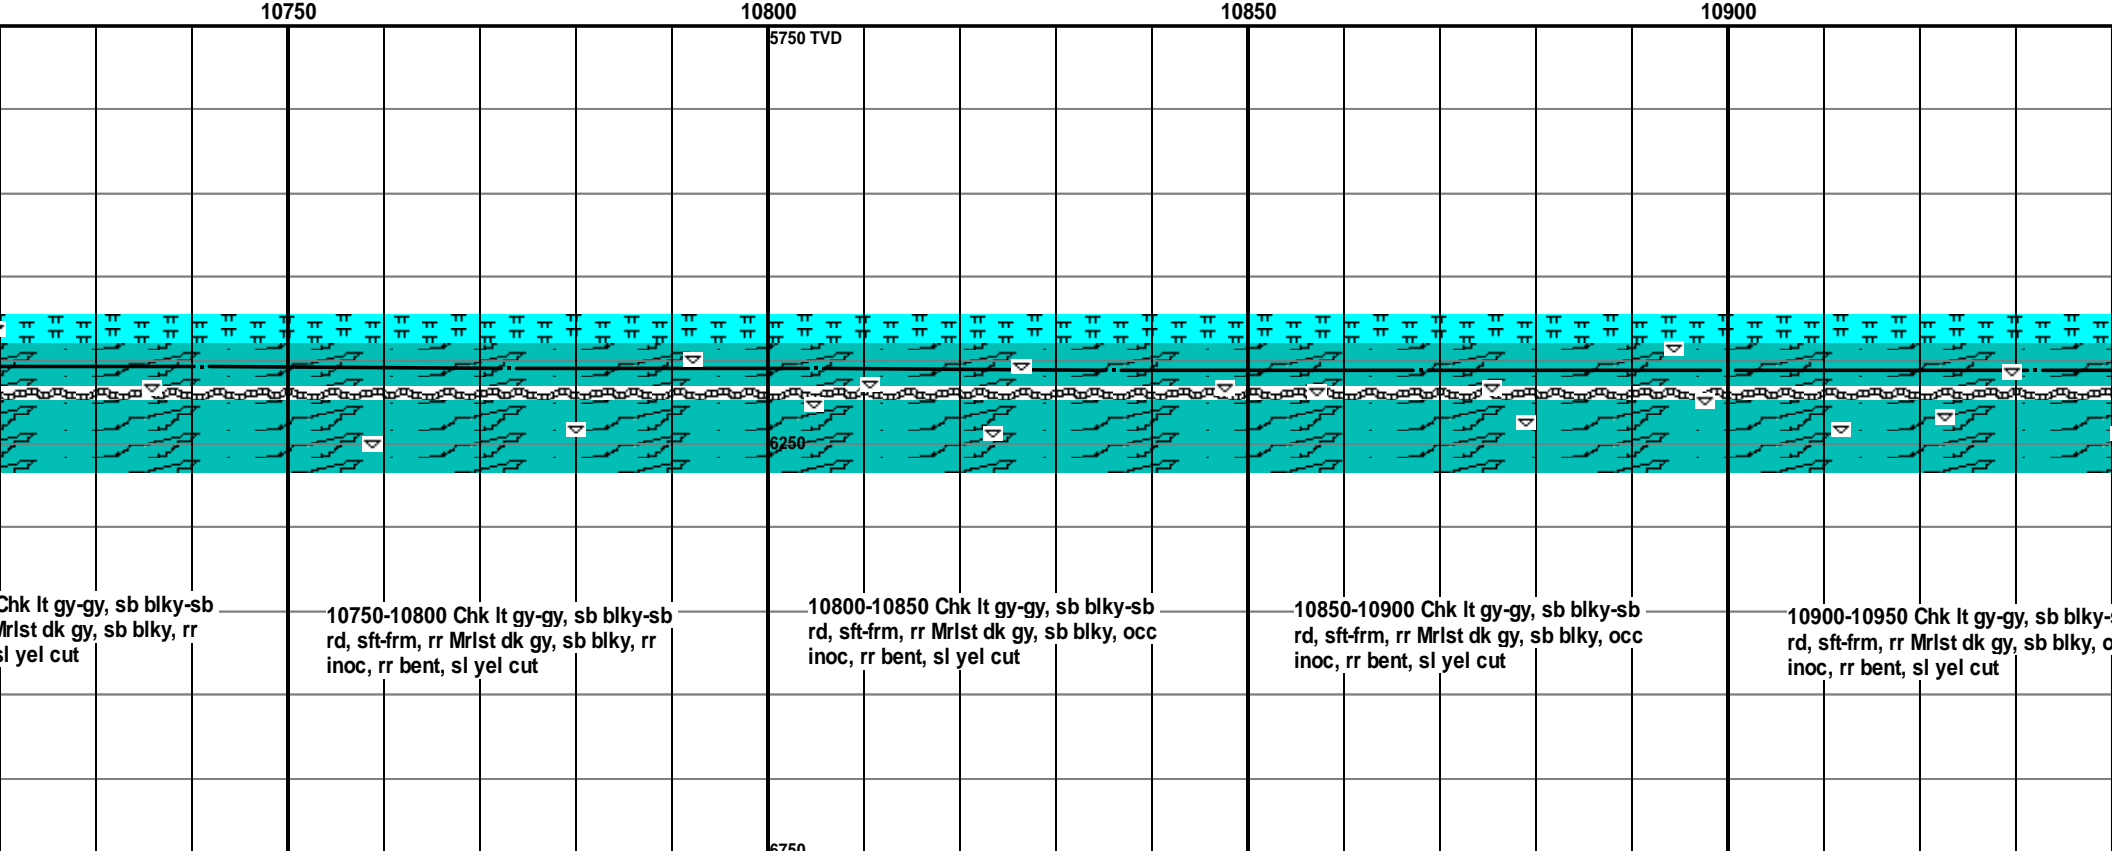 10750 10800 10850 10900
5750 TVD
6250
Chk lt gy-gy, sb blky-sb
Mrlst dk gy, sb blky, rr
sl yel cut
10750-10800 Chk lt gy-gy, sb blky-sb
rd, sft-frm, rr Mrlst dk gy, sb blky, rr
inoc, rr bent, sl yel cut
10800-10850 Chk lt gy-gy, sb blky-sb
rd, sft-frm, rr Mrlst dk gy, sb blky, occ
inoc, rr bent, sl yel cut
10850-10900 Chk lt gy-gy, sb blky-sb
rd, sft-frm, rr Mrlst dk gy, sb blky, occ
inoc, rr bent, sl yel cut
10900-10950 Chk lt gy-gy, sb blky-s
rd, sft-frm, rr Mrlst dk gy, sb blky, o
inoc, rr bent, sl yel cut
6750